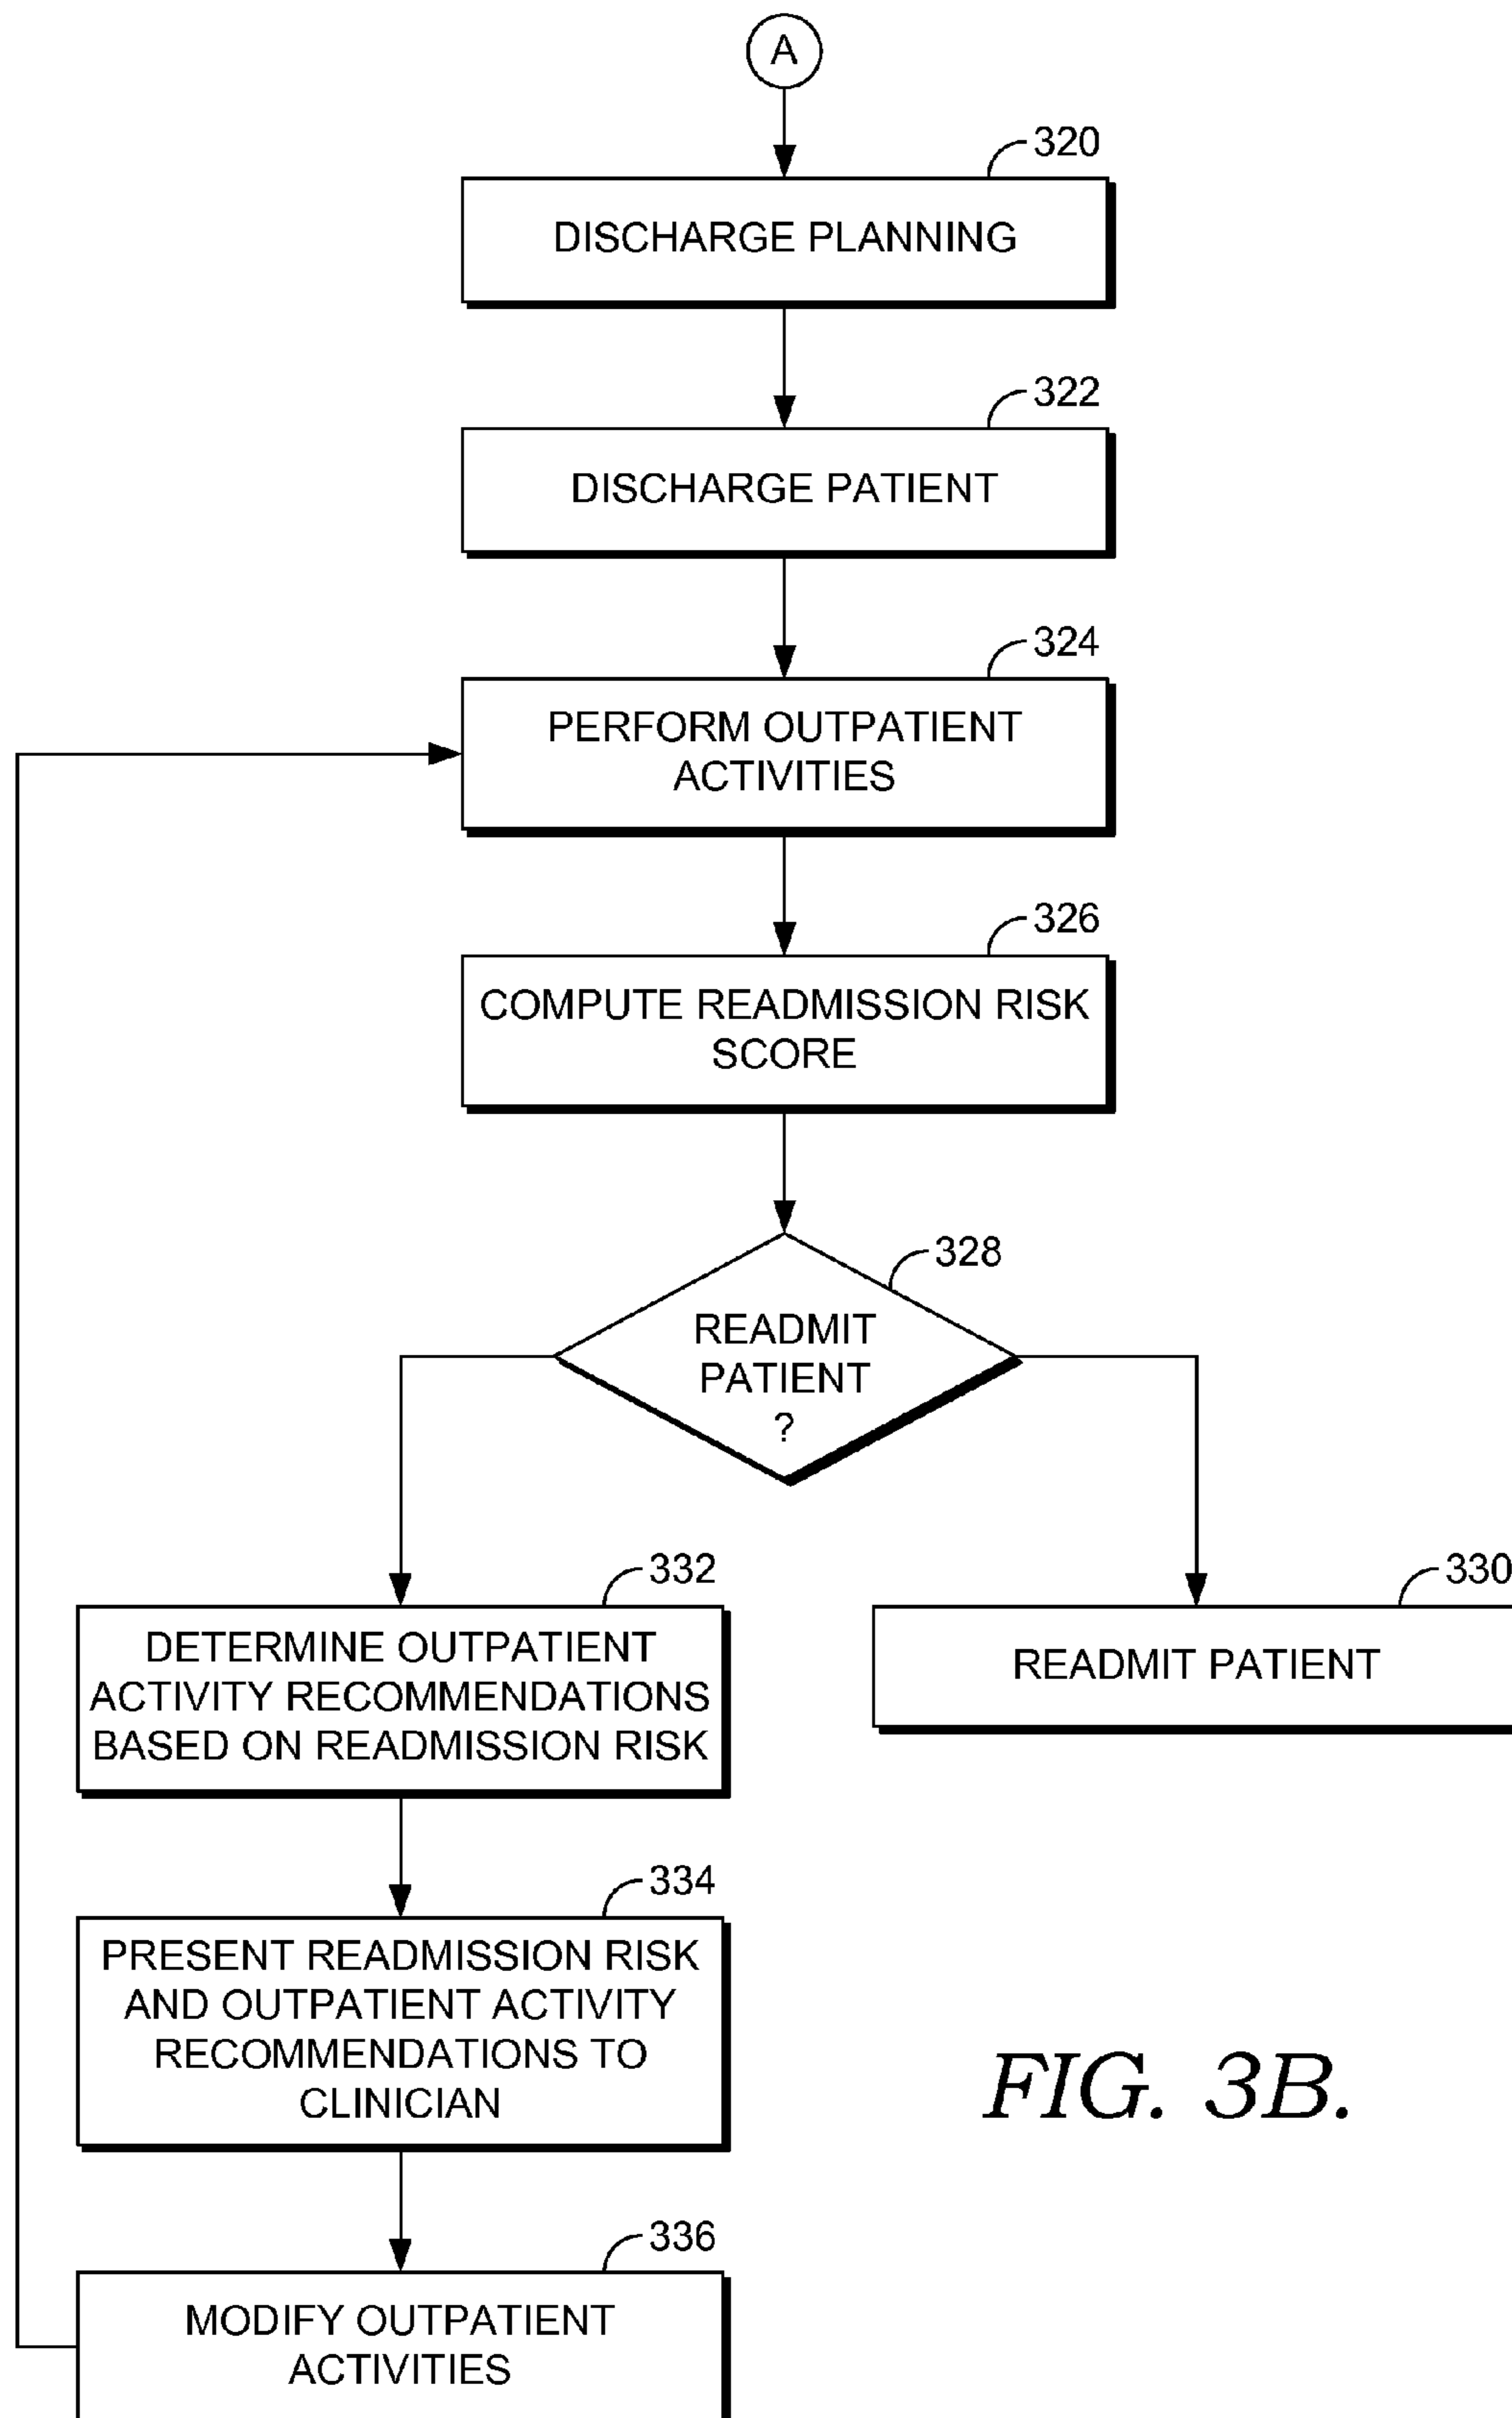 A
320
DISCHARGE PLANNING
322
DISCHARGE PATIENT
324
PERFORM OUTPATIENT
ACTIVITIES
326
COMPUTE READMISSION RISK
SCORE
328
READMIT
PATIENT
?
332
DETERMINE OUTPATIENT
ACTIVITY RECOMMENDATIONS
BASED ON READMISSION RISK
330
READMIT PATIENT
334
PRESENT READMISSION RISK
AND OUTPATIENT ACTIVITY
RECOMMENDATIONS TO
CLINICIAN
336
MODIFY OUTPATIENT
ACTIVITIES
FIG. 3B.